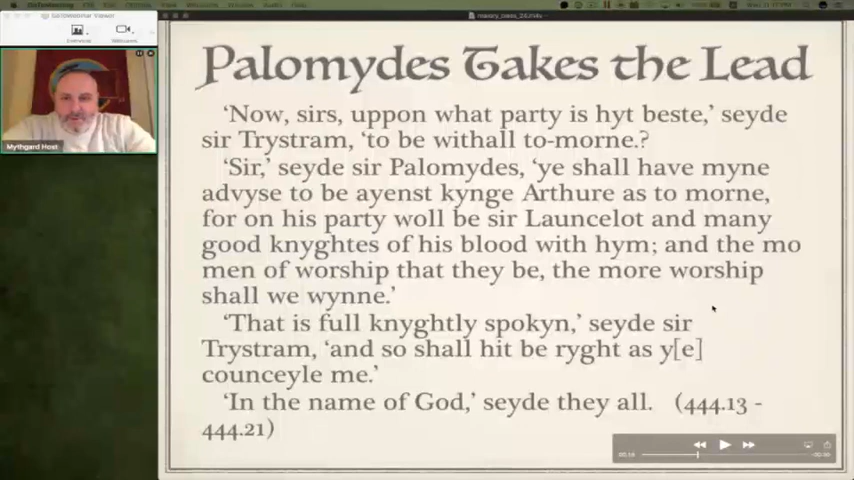 GoToWebinar Viewer
Mythgard Host
Palomydes Takes the Lead
‘Now, sirs, uppon what party is hyt beste,’ seyde
sir Trystram, ‘to be withall to-morne.?
‘Sir,’ seyde sir Palomydes, ‘ye shall have myne
advyse to be ayenst kynge Arthure as to morne,
for on his party woll be sir Launcelot and many
good knyghtes of his blood with hym; and the mo
men of worship that they be, the more worship
shall we wynne.’
‘That is full knyghtly spokyn,’ seyde sir
Trystram, ‘and so shall hit be ryght as y[e]
counceyle me.’
‘In the name of God,’ seyde they all. (444.13 -
444.21)